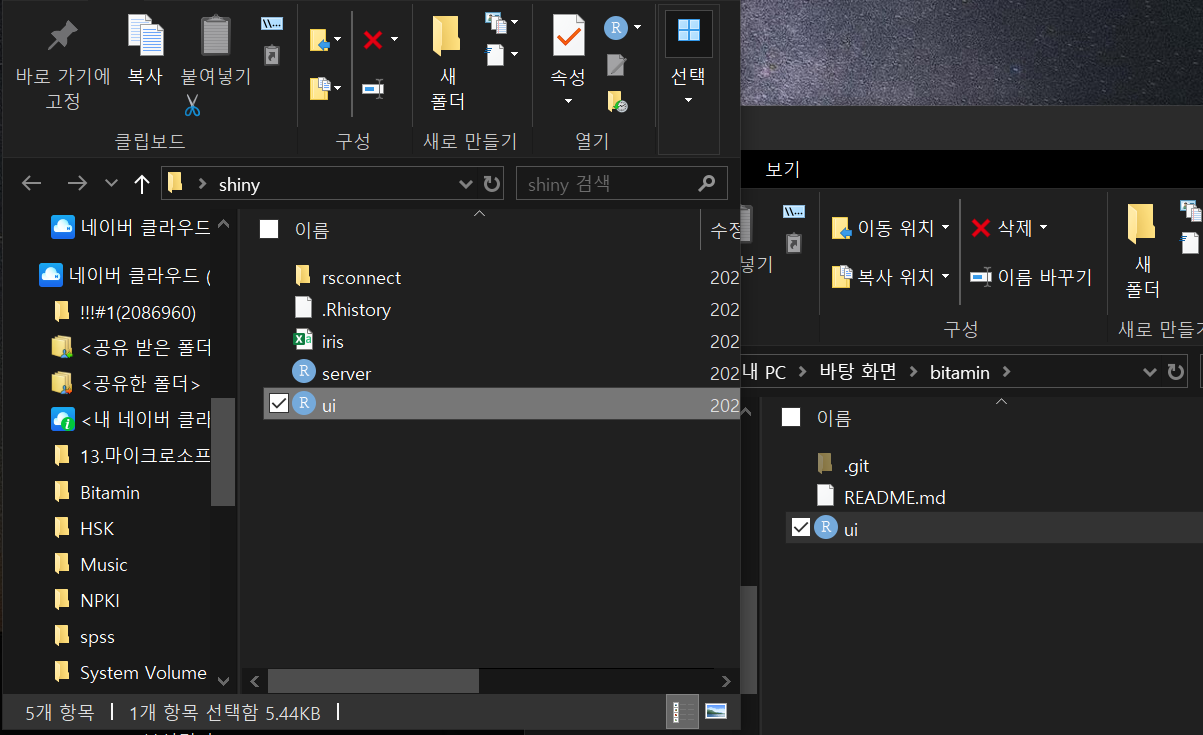 바로 가기에
고정
복사
붙여넣기
클립보드
구성
새
폴더
새로 만들기
속성
열기
선택
shiny
shiny 검색
네이버 클라우드
네이버 클라우드 (
!!!#1(2086960)
<공유 받은 폴더
<공유한 폴더>
<내 네이버 클라
13.마이크로소프
Bitamin
HSK
Music
NPKI
spss
System Volume
이름
수정
rsconnect
202
.Rhistory
202
iris
202
server
202
ui
202
5개 항목
1개 항목 선택함 5.44KB
보기
넣기
이동 위치
복사 위치
삭제
이름 바꾸기
구성
새
폴더
새로 만들기
내 PC
바탕 화면
bitamin
이름
.git
README.md
ui